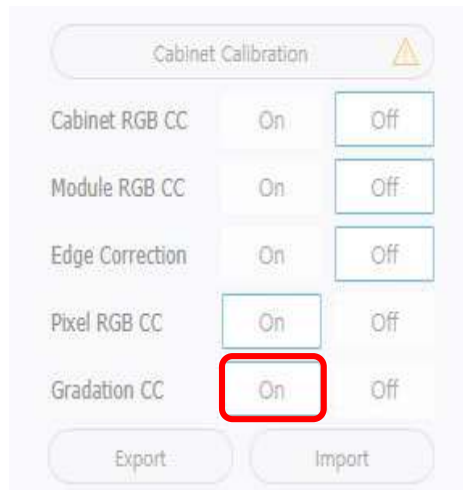 Cabinet Calibration
Cabinet RGB CC On Off
Module RGB CC On Off
Edge Correction On Off
Pixel RGB CC On Off
Gradation CC On Off
Export Import